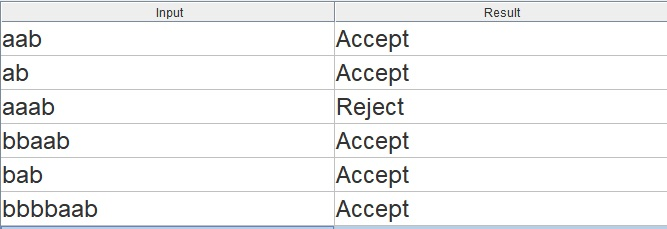 Input Result
aab Accept
ab Accept
aaab Reject
bbaab Accept
bab Accept
bbbbaab Accept